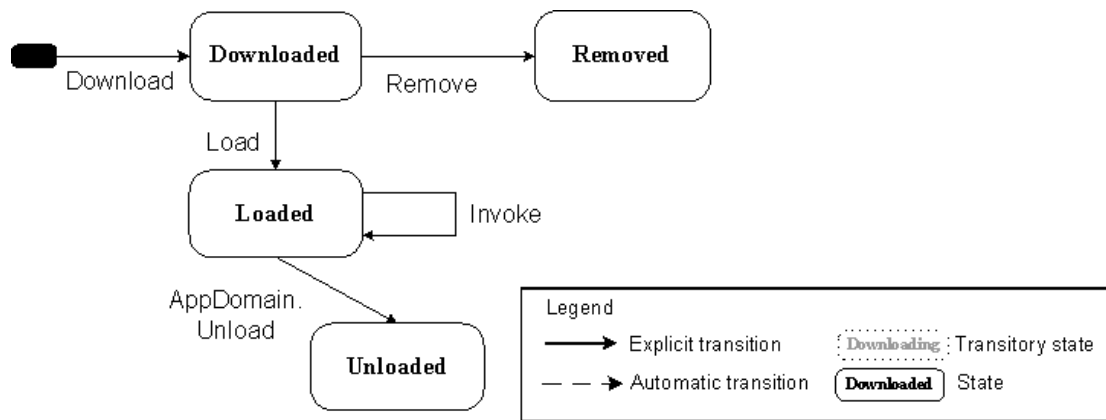 Downloaded
Removed
Download
Remove
Load
Loaded
Invoke
AppDomain.
Unload
Unloaded
Legend
Explicit transition
Downloading
Transitory state
Automatic transition
Downloaded
State